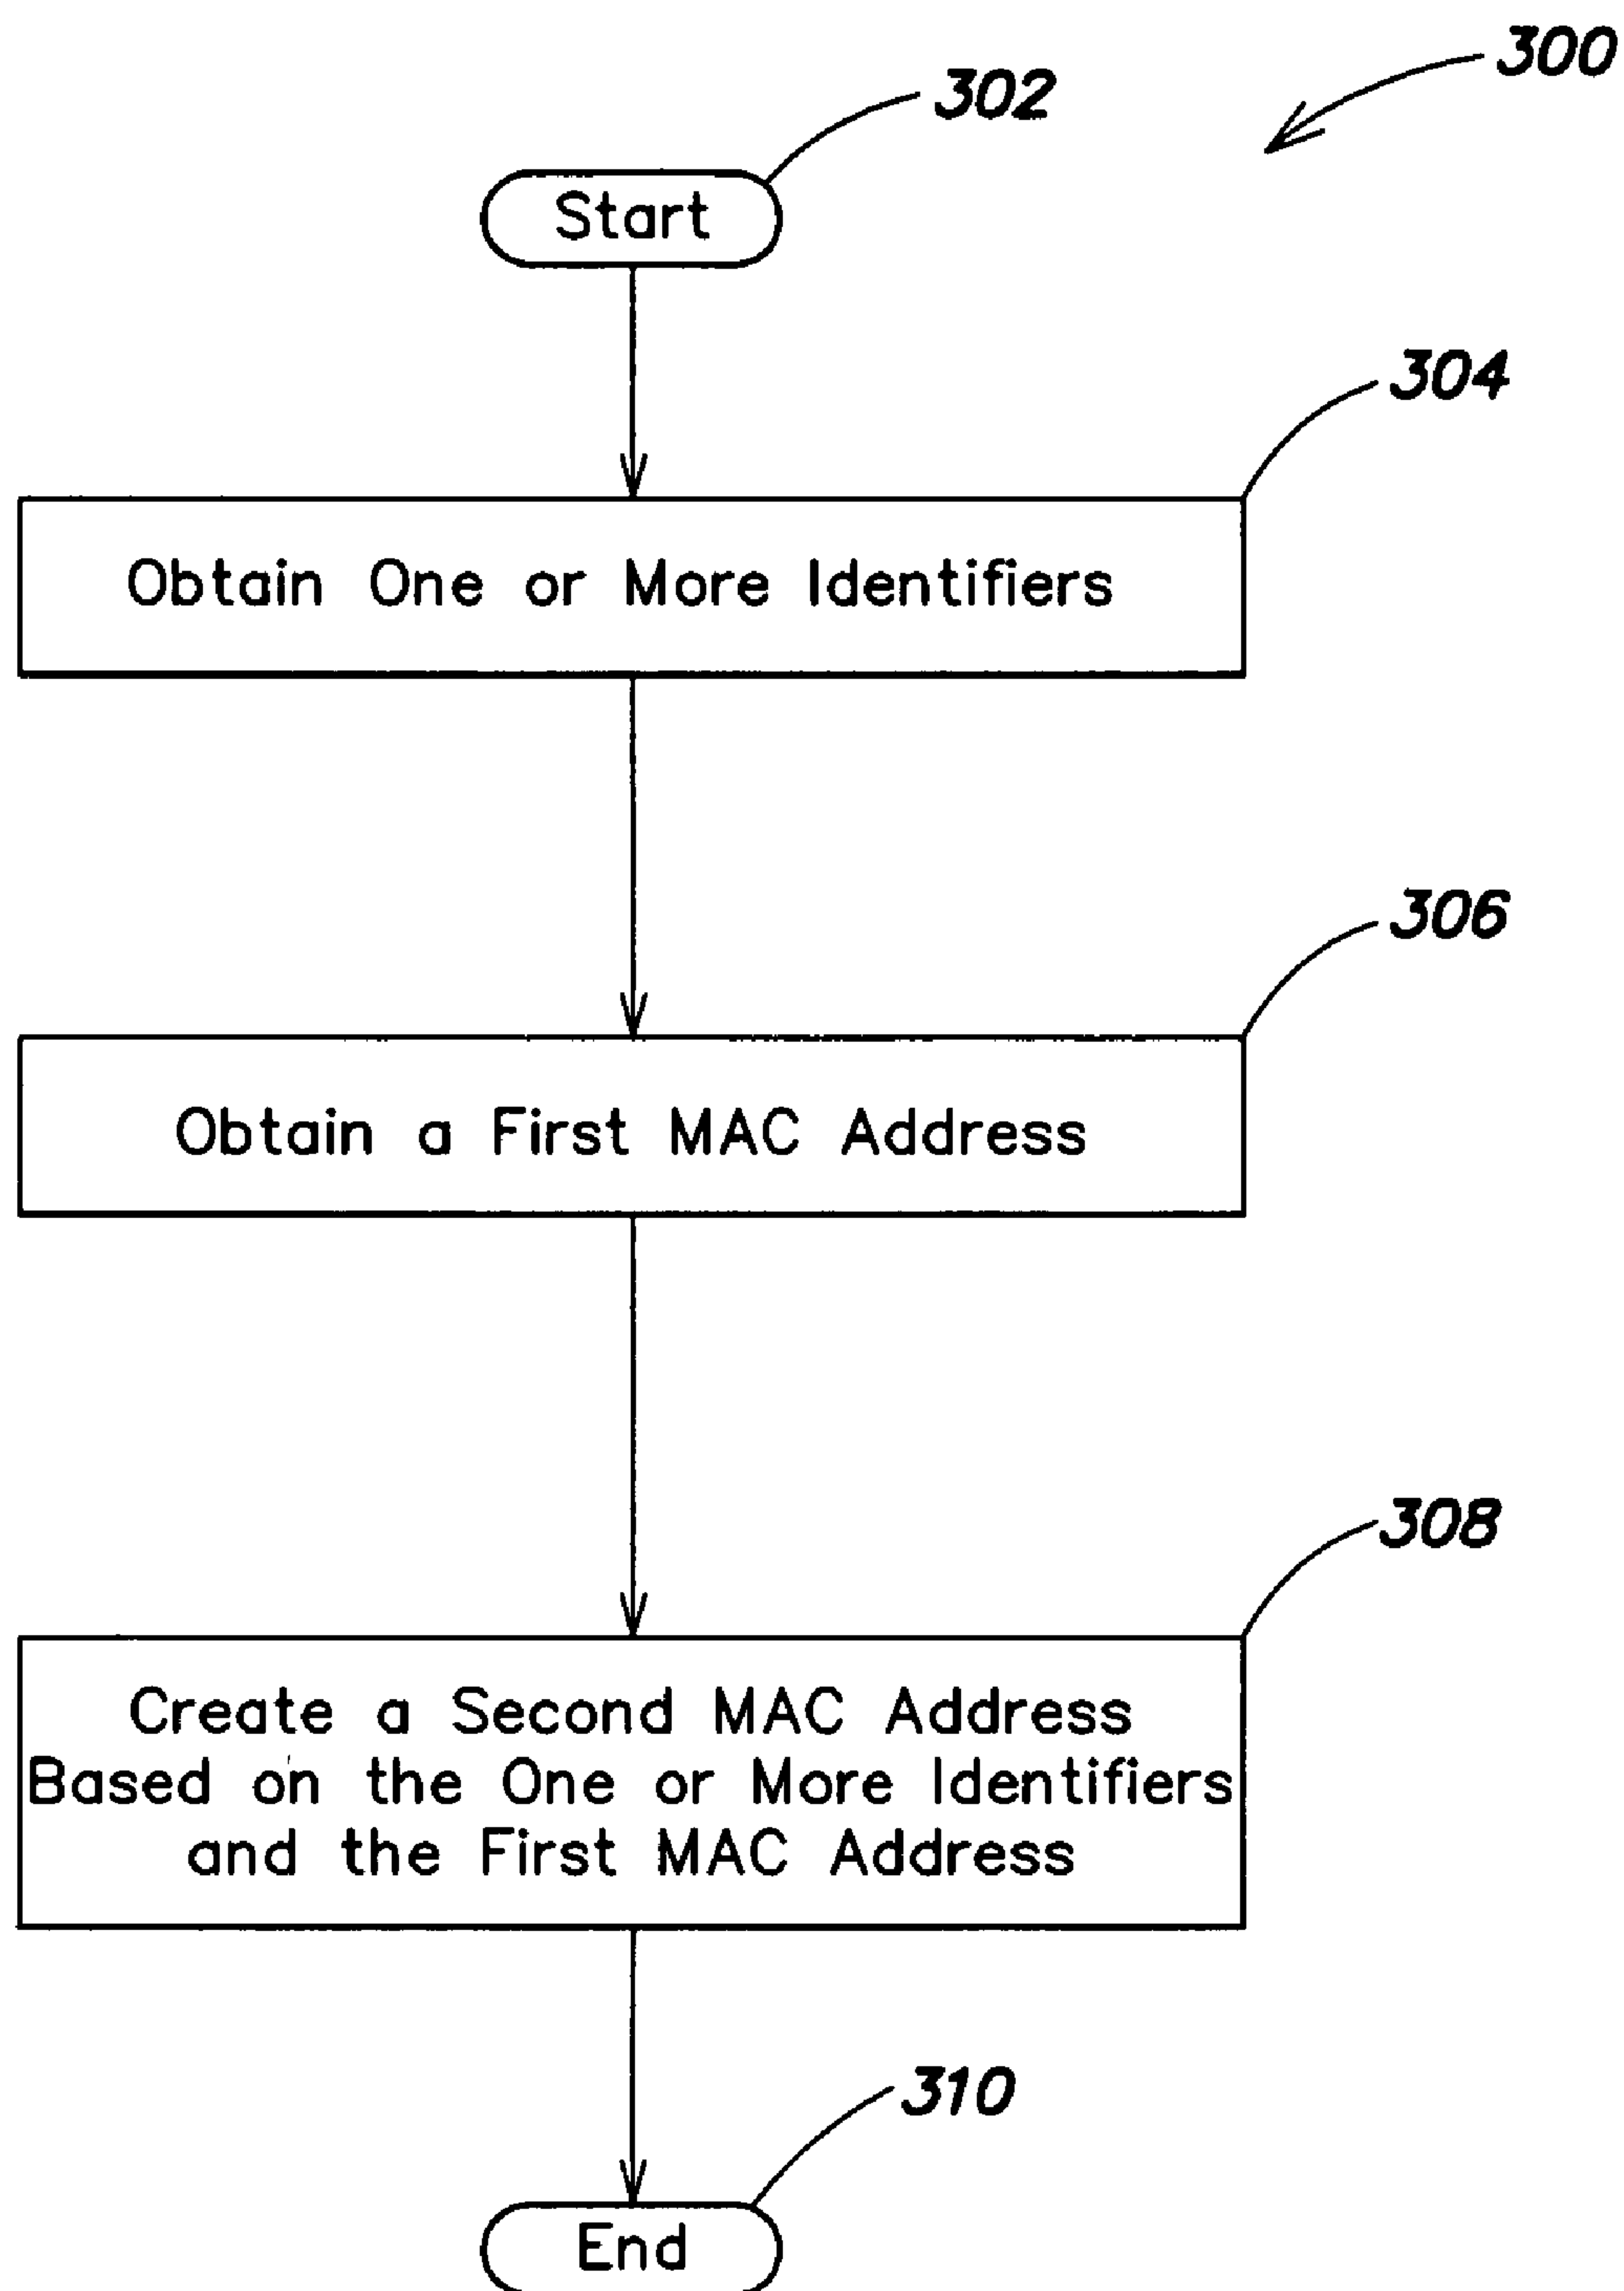 300
302
Start
304
Obtain One or More Identifiers
306
Obtain a First MAC Address
308
Create a Second MAC Address
Based on the One or More Identifiers
and the First MAC Address
310
End